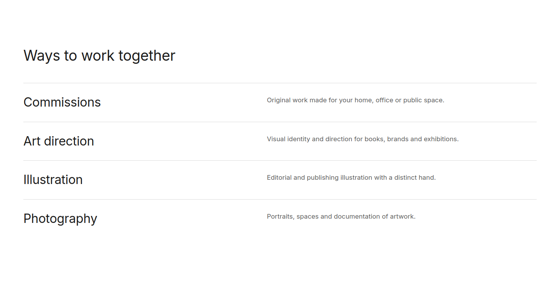 Ways to work together
Commissions
Original work made for your home, office or public space.
Art direction
Visual identity and direction for books, brands and exhibitions.
Illustration
Editorial and publishing illustration with a distinct hand.
Photography
Portraits, spaces and documentation of artwork.